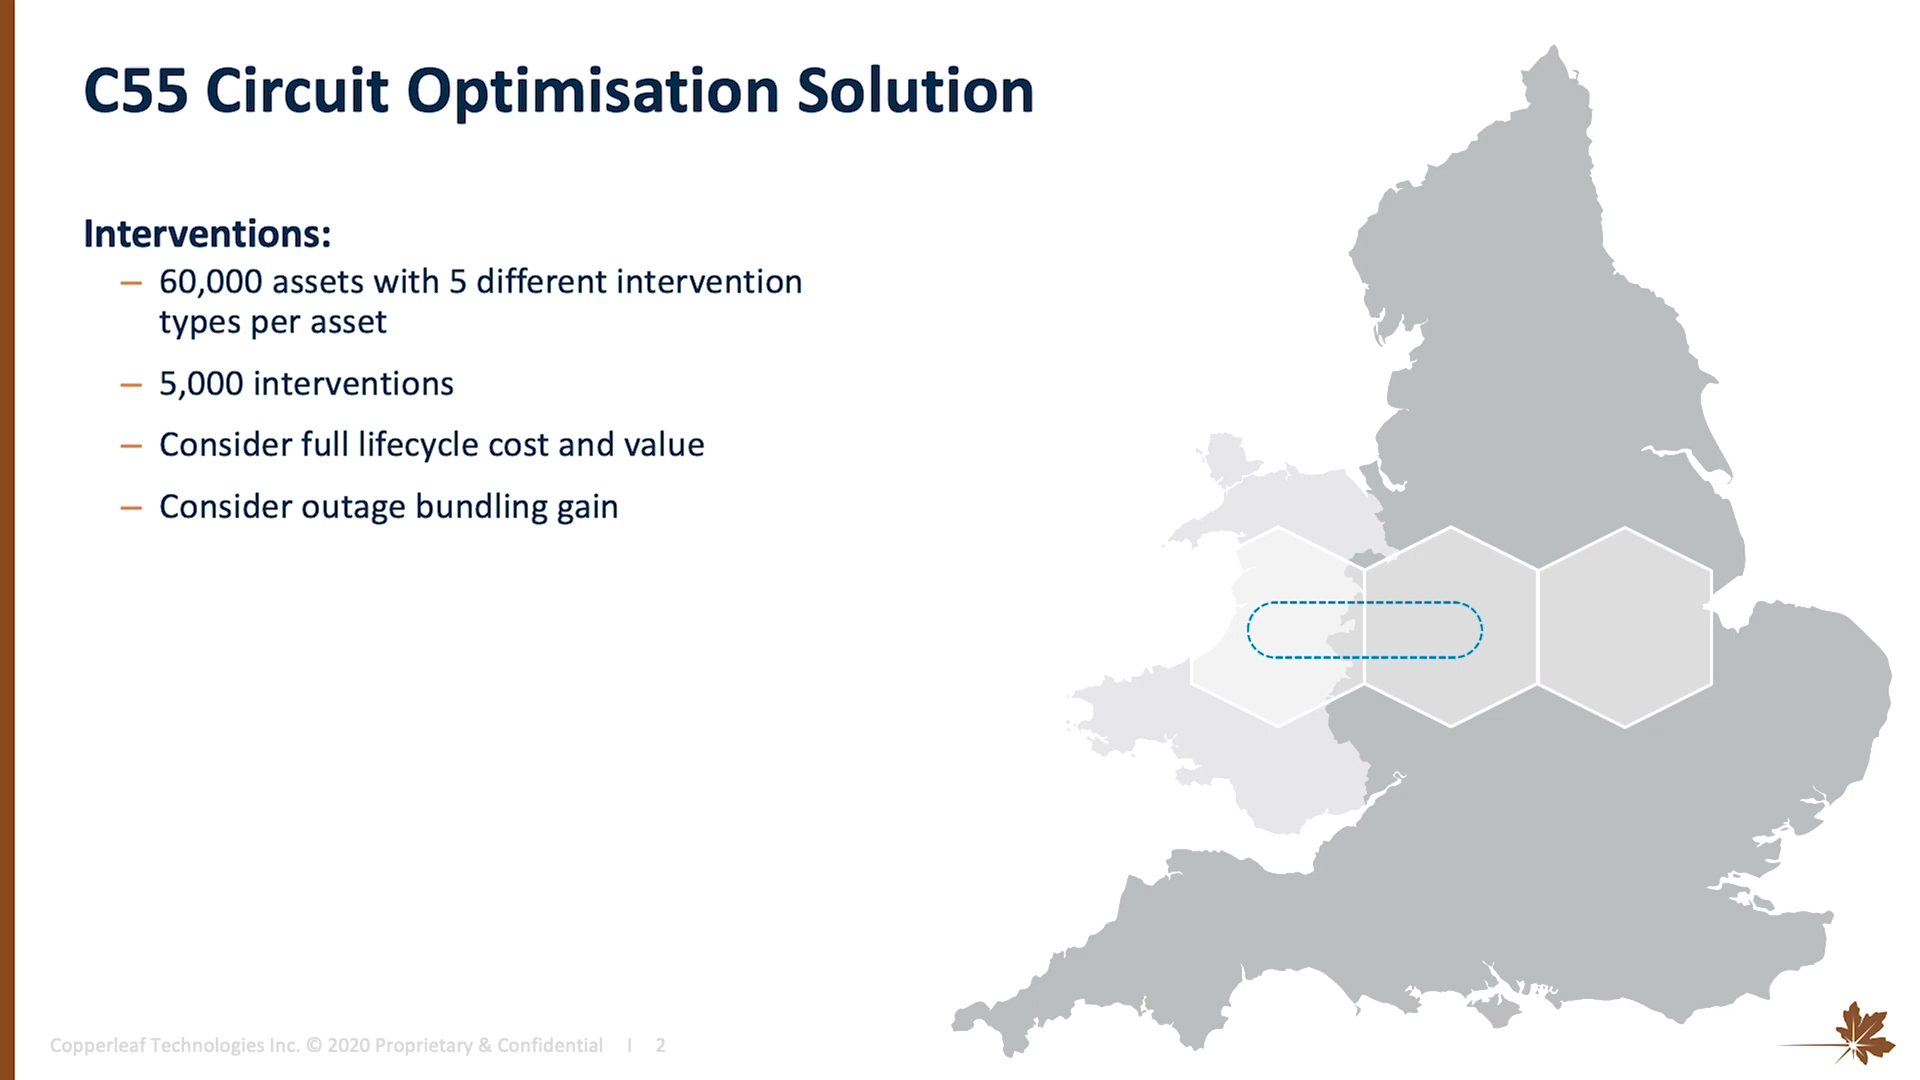 C55 Circuit Optimisation Solution
Interventions:
– 60,000 assets with 5 different intervention
types per asset
– 5,000 interventions
– Consider full lifecycle cost and value
– Consider outage bundling gain
Copperleaf Technologies Inc. © 2020 Proprietary & Confidential | 2